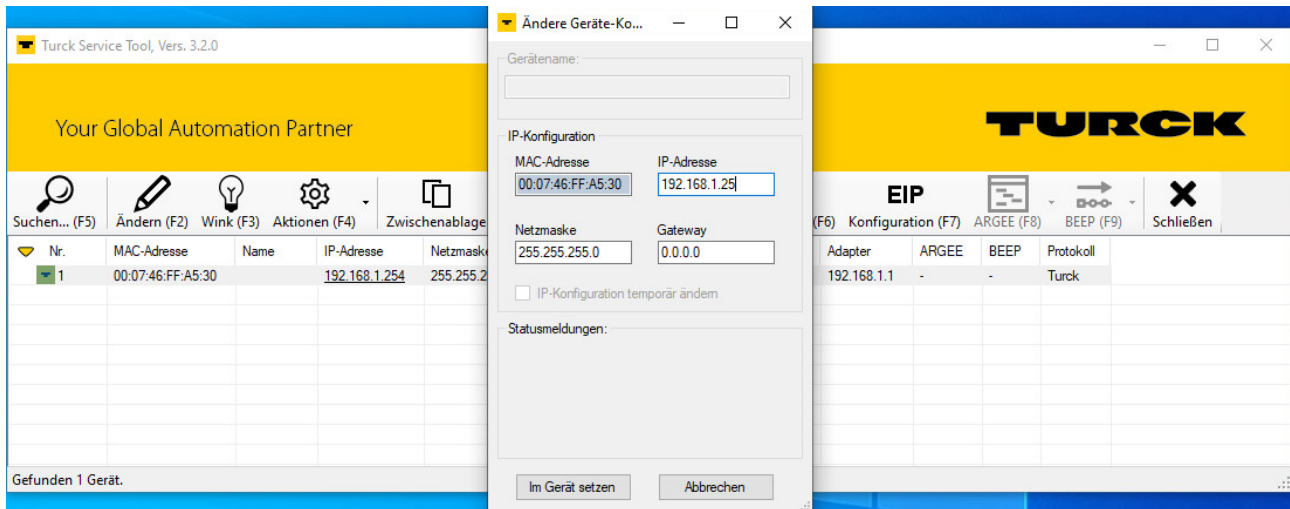 Turck Service Tool, Vers. 3.2.0
Your Global Automation Partner
TURCK
Suchen... (F5) Ändern (F2) Wink (F3) Aktionen (F4) Zwischenablage
(F6) EIP Konfiguration (F7) ARGEE (F8) BEEP (F9) Schließen
Nr. MAC-Adresse Name IP-Adresse Netzmaske Adapter ARGEE BEEP Protokoll
1 00:07:46:FF:A5:30 192.168.1.254 255.255.2 192.168.1.1 - - Turck
Gefunden 1 Gerät.
Ändere Geräte-Ko...
Gerätename:
IP-Konfiguration
MAC-Adresse IP-Adresse
00:07:46:FF:A5:30 192.168.1.25
Netzmaske Gateway
255.255.255.0 0.0.0.0
IP-Konfiguration temporär ändern
Statusmeldungen:
Im Gerät setzen Abbrechen